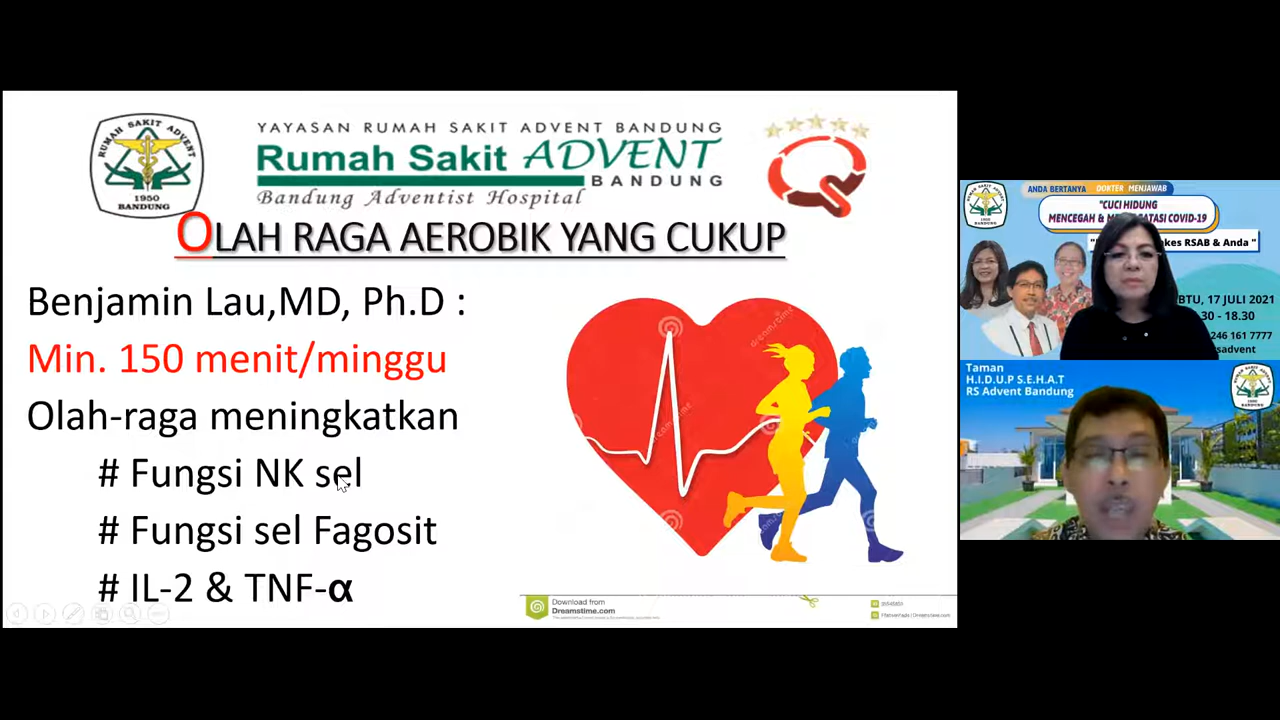 RUMAH SAKIT ADVENT
1950
BANDUNG
YAYASAN RUMAH SAKIT ADVENT BANDUNG
Rumah Sakit ADVENT
BANDUNG
Bandung Adventist Hospital
OLAH RAGA AEROBIK YANG CUKUP
Benjamin Lau,MD, Ph.D :
Min. 150 menit/minggu
Olah-raga meningkatkan
# Fungsi NK sel
# Fungsi sel Fagosit
# IL-2 & TNF-α
Download from
Dreamstime.com
ANDA BERTANYA DOKTER MENJAWAB
"CUCI HIDUNG
MENCEGAH &
COVID-19
kes RSAB & Anda "
BTU, 17 JULI 2021
30 - 18.30
246 161 7777
sadvent
Taman
H.I.D.U.P S.E.H.A.T
RS Advent Bandung